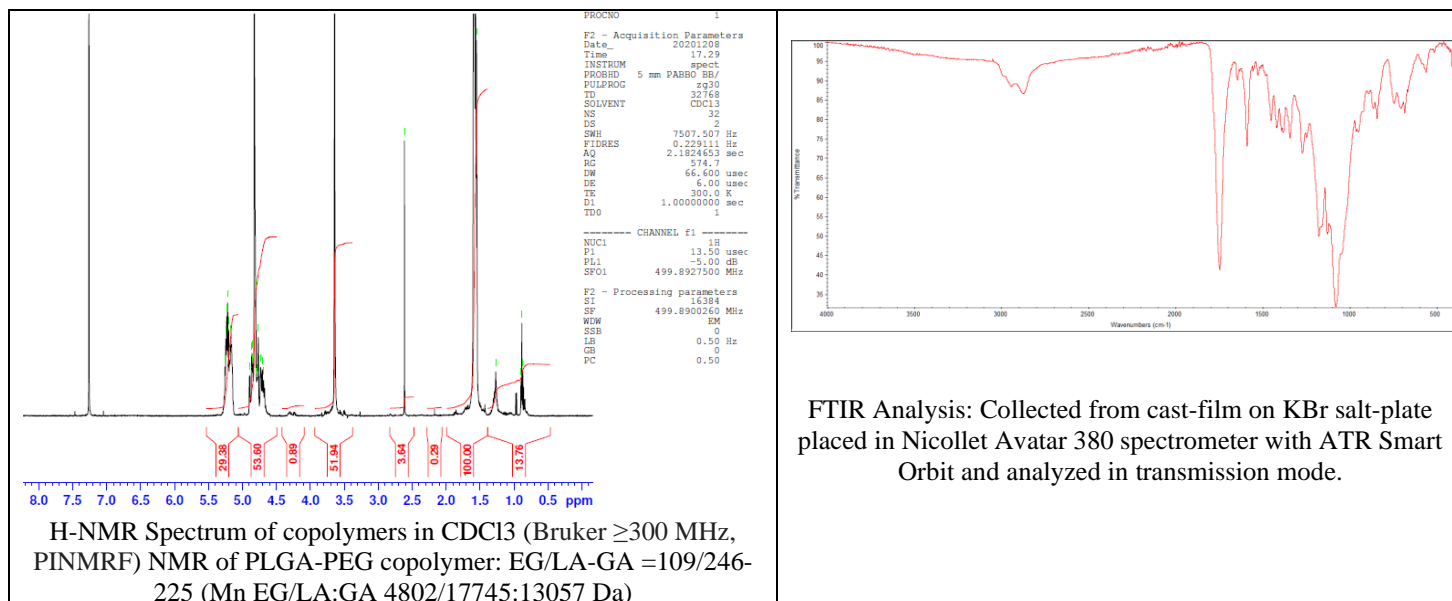 PROCNO 1
F2 - Acquisition Parameters
Date_ 20201208
Time 17.29
INSTRUM spect
PROBHD 5 mm PABBO BB/
PULPROG zg30
TD 32768
SOLVENT CDCl3
NS 32
DS 2
SWH 7507.507 Hz
FIDRES 0.229111 Hz
AQ 2.1824653 sec
RG 574.7
DW 66.600 usec
DE 6.00 usec
TE 300.0 K
D1 1.00000000 sec
TD0 1
======== CHANNEL f1 ========
NUC1 1H
P1 13.50 usec
PL1 -5.00 dB
SFO1 499.8927500 MHz
F2 - Processing parameters
SI 16384
SF 499.8900260 MHz
WDW EM
SSB 0
LB 0.50 Hz
GB 0
PC 0.50
29.38 53.60 0.89 51.94 3.64 0.29 100.00 13.76
8.0 7.5 7.0 6.5 6.0 5.5 5.0 4.5 4.0 3.5 3.0 2.5 2.0 1.5 1.0 0.5 ppm
H-NMR Spectrum of copolymers in CDCl3 (Bruker ≥300 MHz,
PINMRF) NMR of PLGA-PEG copolymer: EG/LA-GA =109/246-
225 (Mn EG/LA:GA 4802/17745:13057 Da)
100
95
90
85
80
75
70
65
60
55
50
45
40
35
%Transmittance
4000 3500 3000 2500 2000 1500 1000 500
Wavenumbers (cm-1)
FTIR Analysis: Collected from cast-film on KBr salt-plate
placed in Nicollet Avatar 380 spectrometer with ATR Smart
Orbit and analyzed in transmission mode.